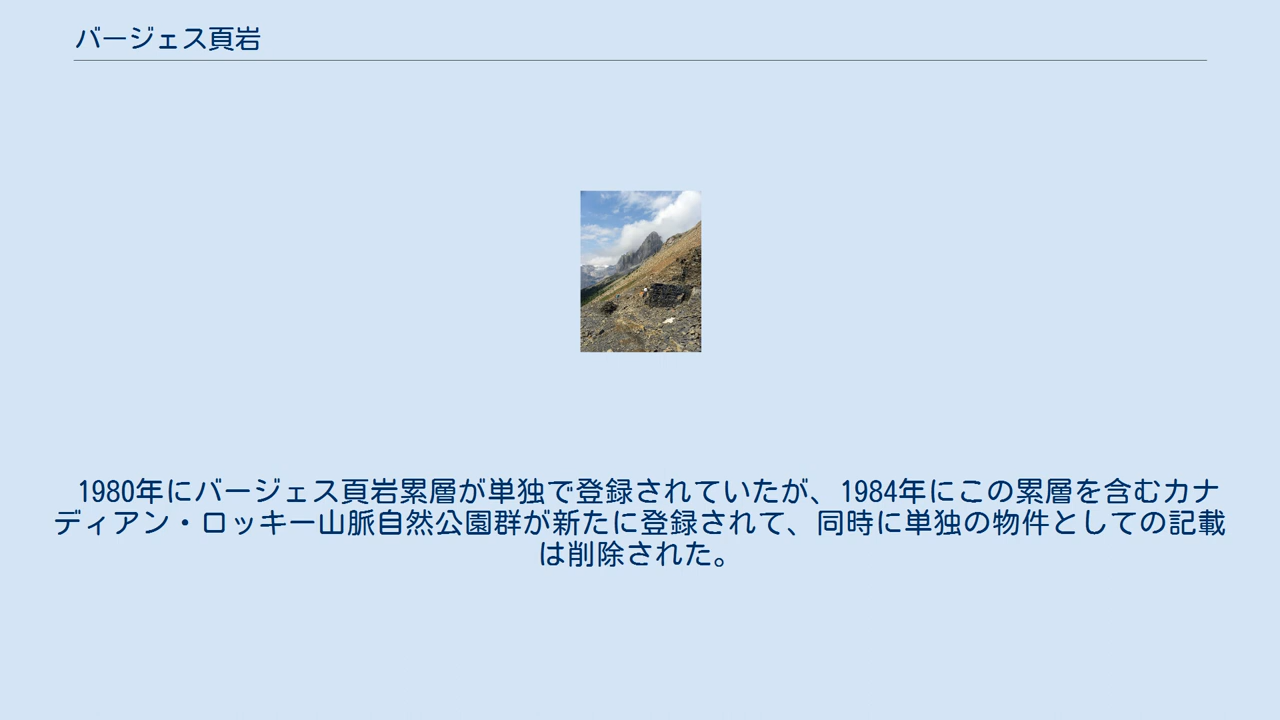 バージェス頁岩
1980年にバージェス頁岩累層が単独で登録されていたが、1984年にこの累層を含むカナ
ディアン・ロッキー山脈自然公園群が新たに登録されて、同時に単独の物件としての記載
は削除された。